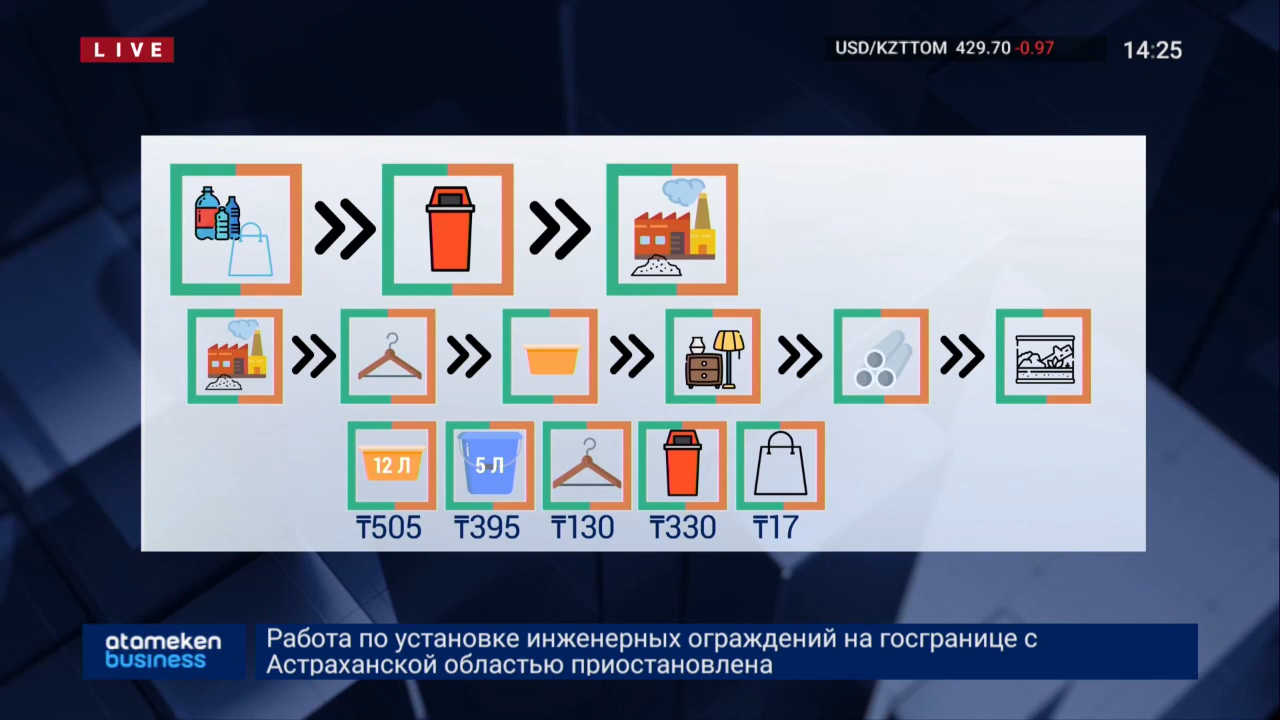 LIVE
USD/KZTTOM 429.70 -0.97
14:25
12 Л
5 Л
₸505 ₸395 ₸130 ₸330 ₸17
atameken
business
Работа по установке инженерных ограждений на госгранице с
Астраханской областью приостановлена